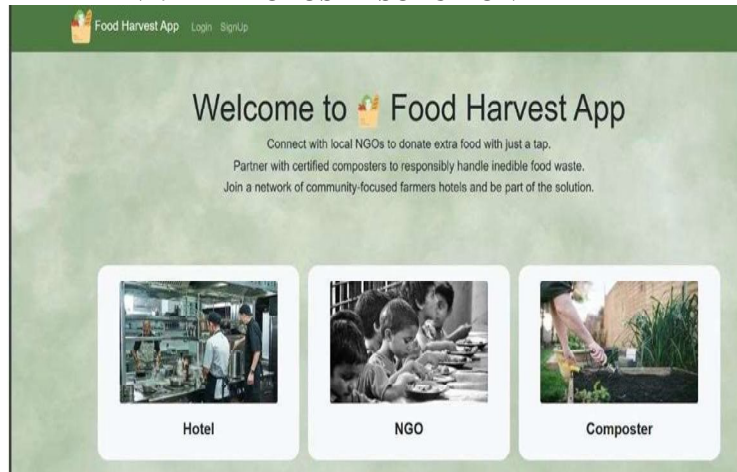 Food Harvest App Login SignUp
Welcome to Food Harvest App
Connect with local NGOs to donate extra food with just a tap.
Partner with certified composters to responsibly handle inedible food waste.
Join a network of community-focused farmers hotels and be part of the solution.
Hotel
NGO
Composter